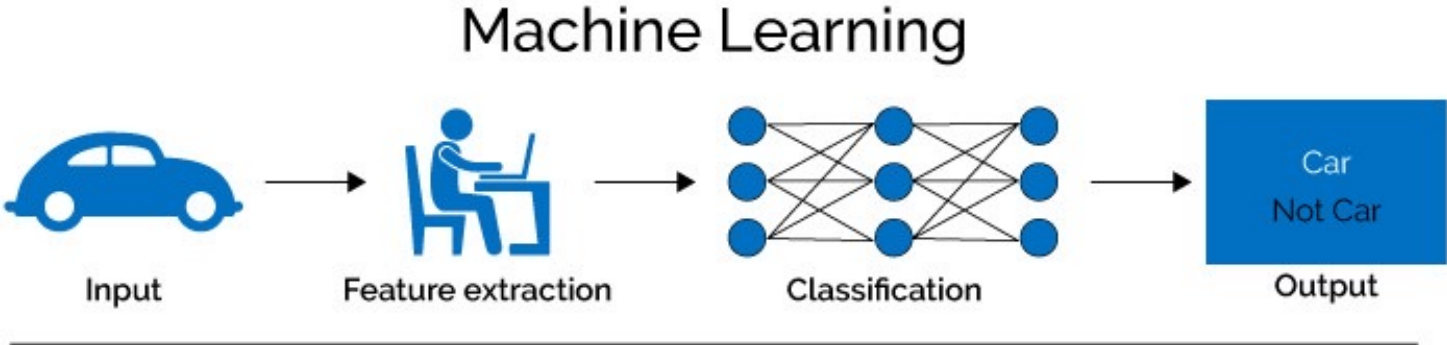 Machine Learning
Car
Not Car
Input
Feature extraction
Classification
Output